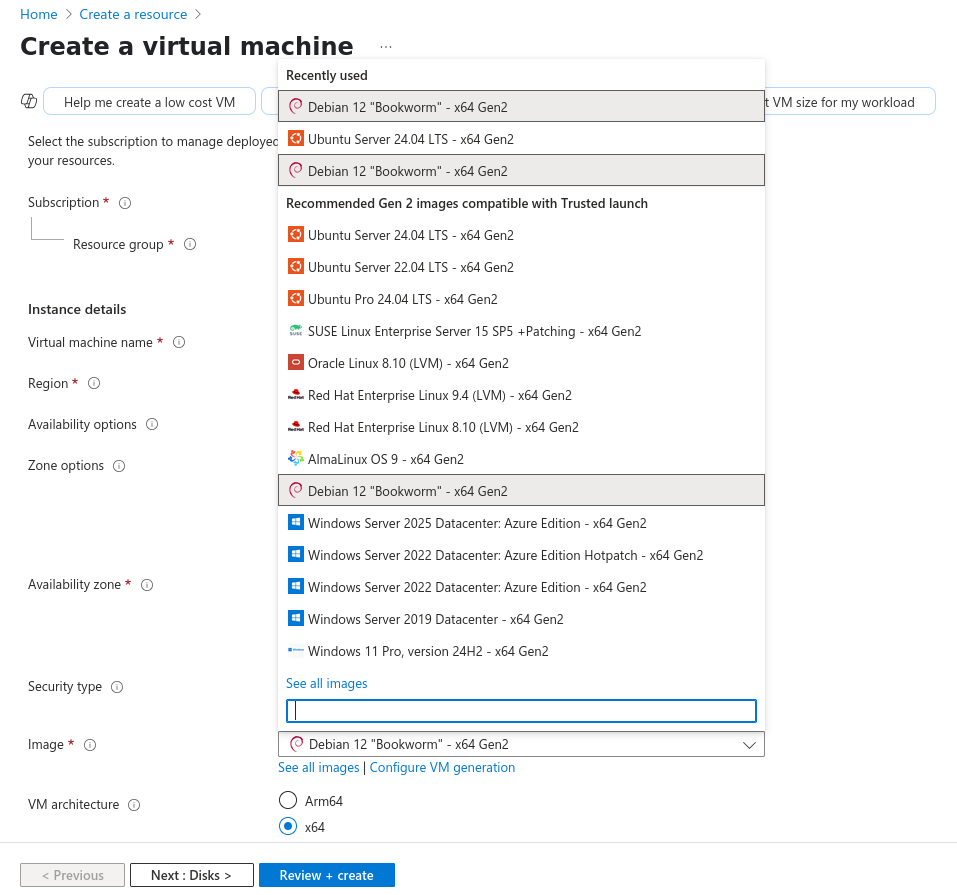 Home > Create a resource >
Create a virtual machine ...
Help me create a low cost VM
t VM size for my workload
Select the subscription to manage deployed
your resources.
Subscription *
Resource group *
Instance details
Virtual machine name *
Region *
Availability options
Zone options
Availability zone *
Security type
Recently used
Debian 12 "Bookworm" - x64 Gen2
Ubuntu Server 24.04 LTS - x64 Gen2
Debian 12 "Bookworm" - x64 Gen2
Recommended Gen 2 images compatible with Trusted launch
Ubuntu Server 24.04 LTS - x64 Gen2
Ubuntu Server 22.04 LTS - x64 Gen2
Ubuntu Pro 24.04 LTS - x64 Gen2
SUSE Linux Enterprise Server 15 SP5 +Patching - x64 Gen2
Oracle Linux 8.10 (LVM) - x64 Gen2
Red Hat Enterprise Linux 9.4 (LVM) - x64 Gen2
Red Hat Enterprise Linux 8.10 (LVM) - x64 Gen2
AlmaLinux OS 9 - x64 Gen2
Debian 12 "Bookworm" - x64 Gen2
Windows Server 2025 Datacenter: Azure Edition - x64 Gen2
Windows Server 2022 Datacenter: Azure Edition Hotpatch - x64 Gen2
Windows Server 2022 Datacenter: Azure Edition - x64 Gen2
Windows Server 2019 Datacenter - x64 Gen2
Windows 11 Pro, version 24H2 - x64 Gen2
See all images
Image *
Debian 12 "Bookworm" - x64 Gen2
See all images | Configure VM generation
VM architecture
Arm64
x64
< Previous
Next : Disks >
Review + create